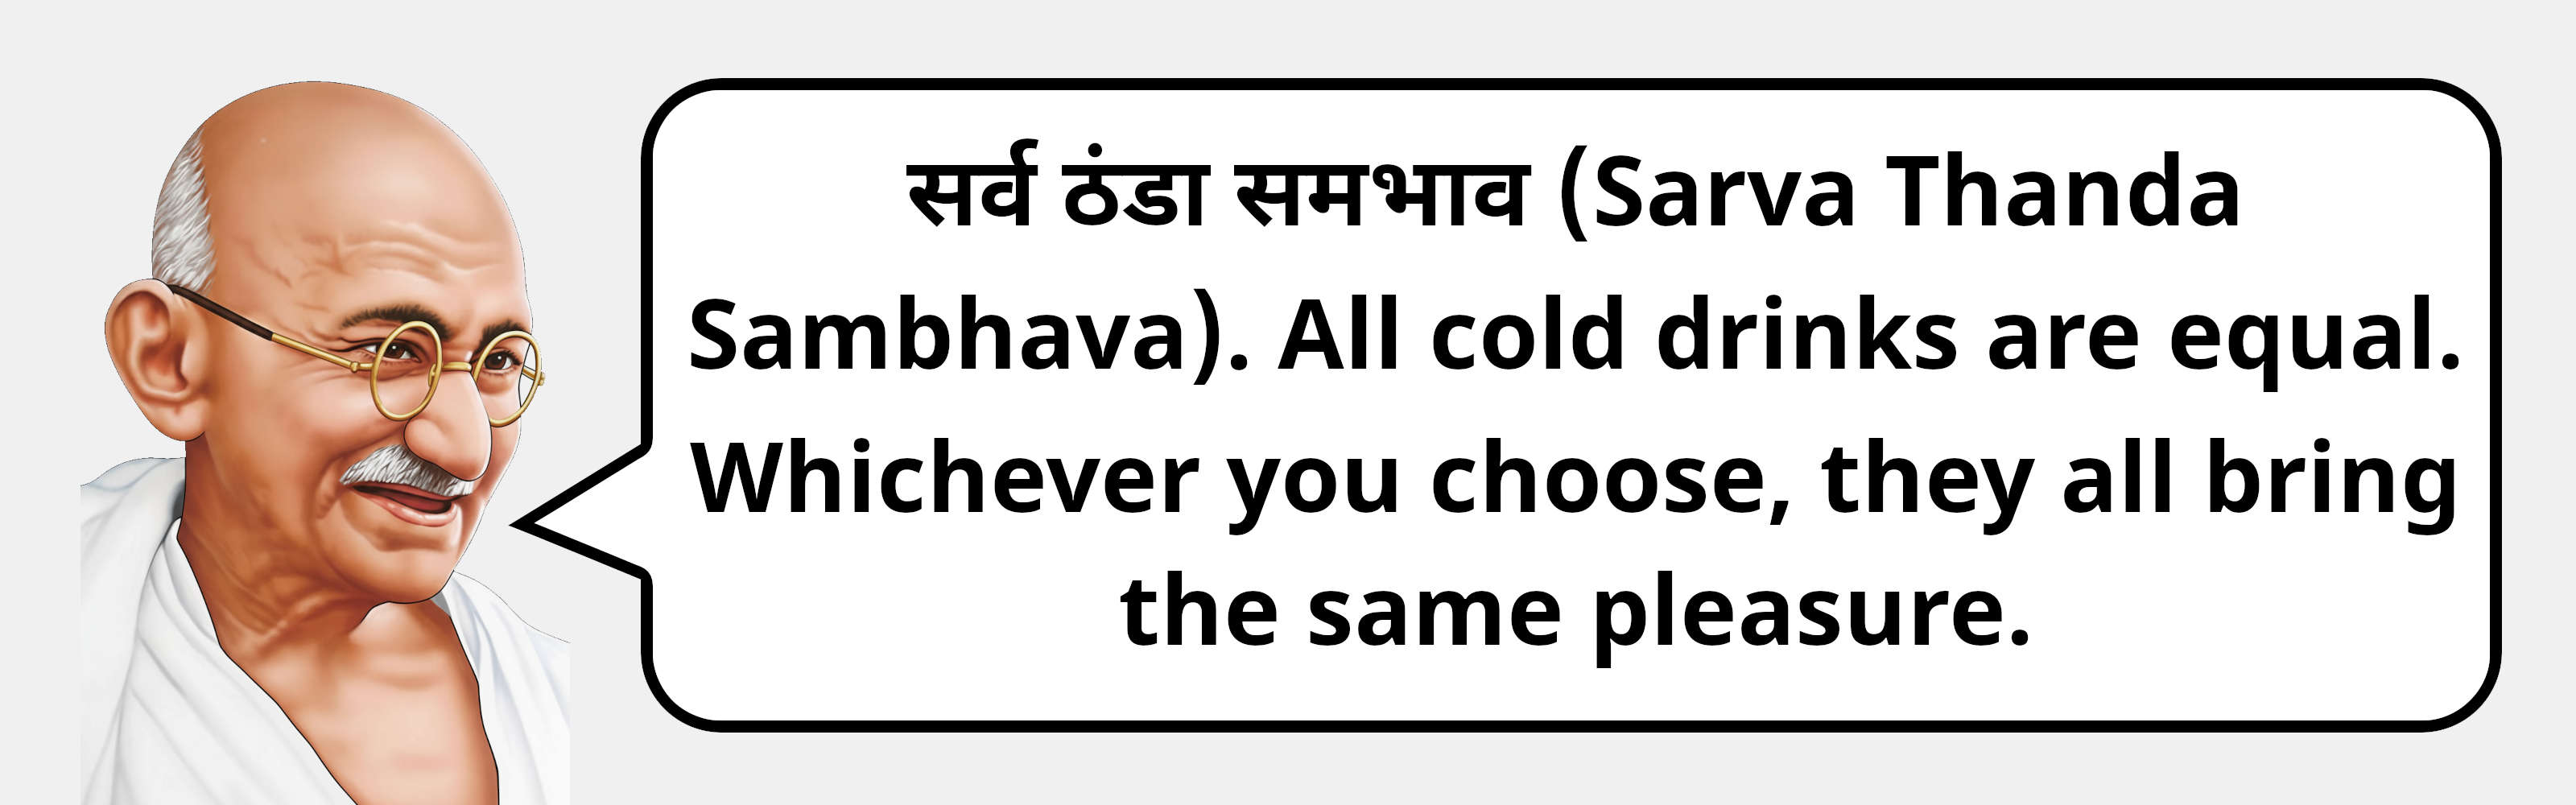 सर्व ठंडा समभाव (Sarva Thanda
Sambhava). All cold drinks are equal.
Whichever you choose, they all bring
the same pleasure.